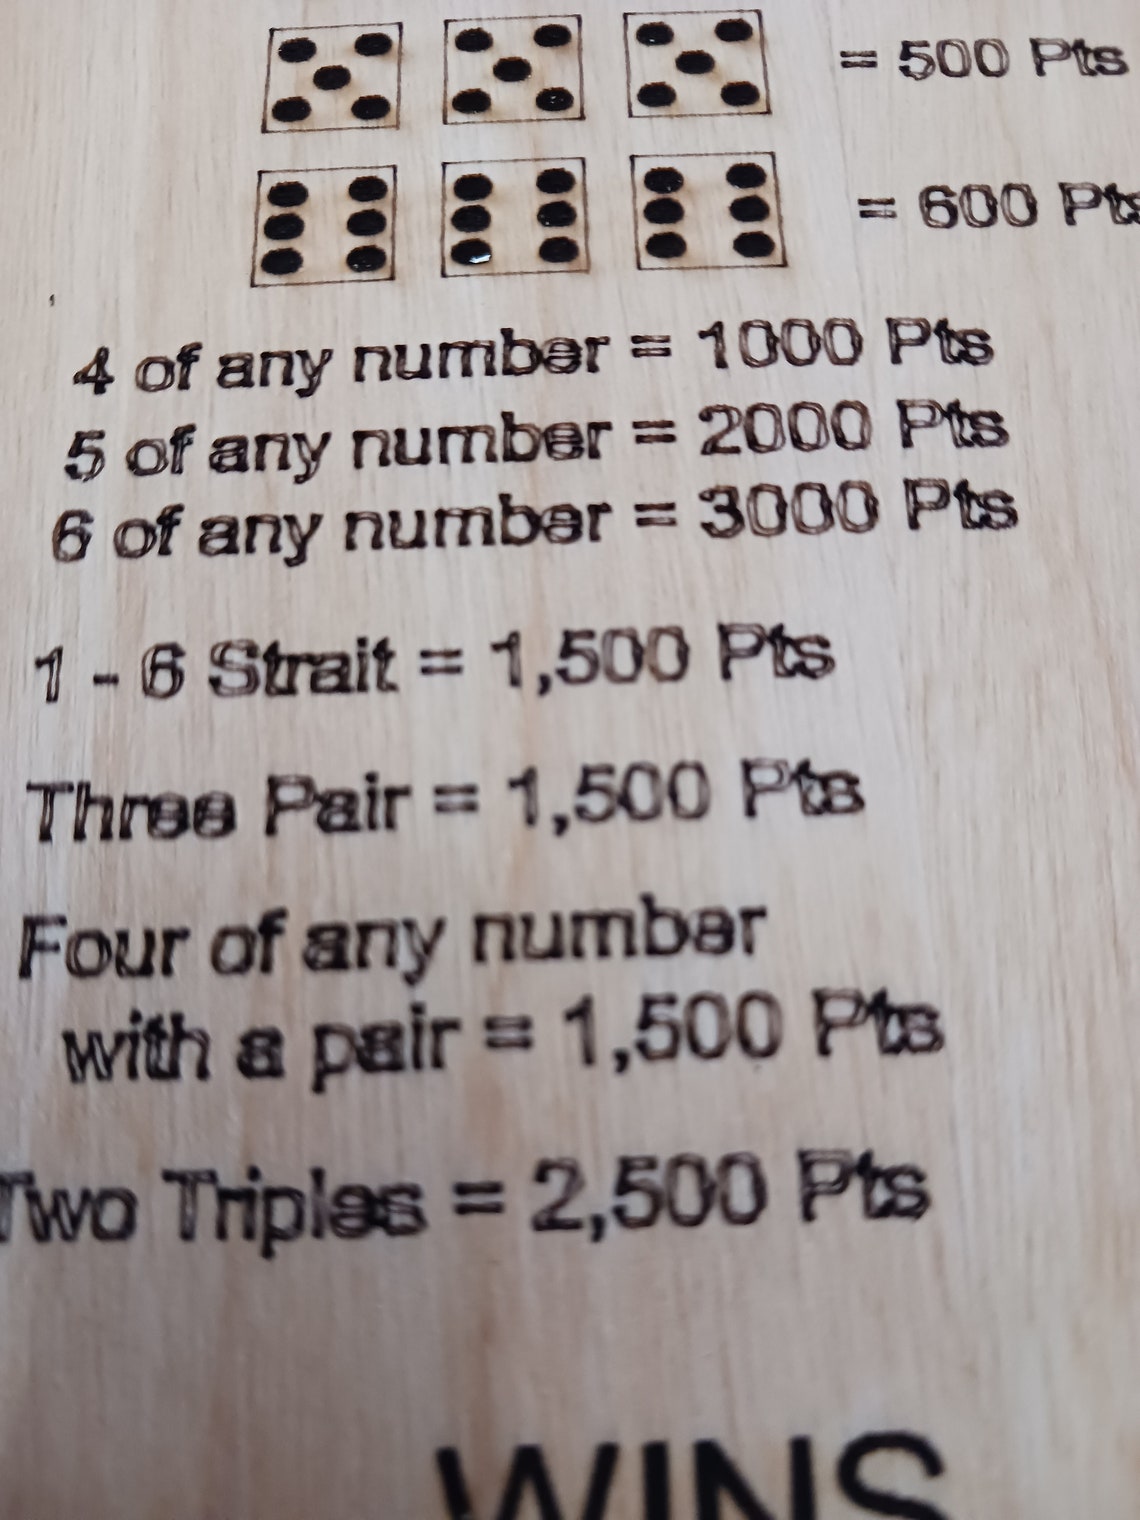 = 500 Pts
= 600 Pts
4 of any number = 1000 Pts
5 of any number = 2000 Pts
6 of any number = 3000 Pts
1 - 6 Strait = 1,500 Pts
Three Pair = 1,500 Pts
Four of any number
with a pair = 1,500 Pts
Two Triples = 2,500 Pts
WINS